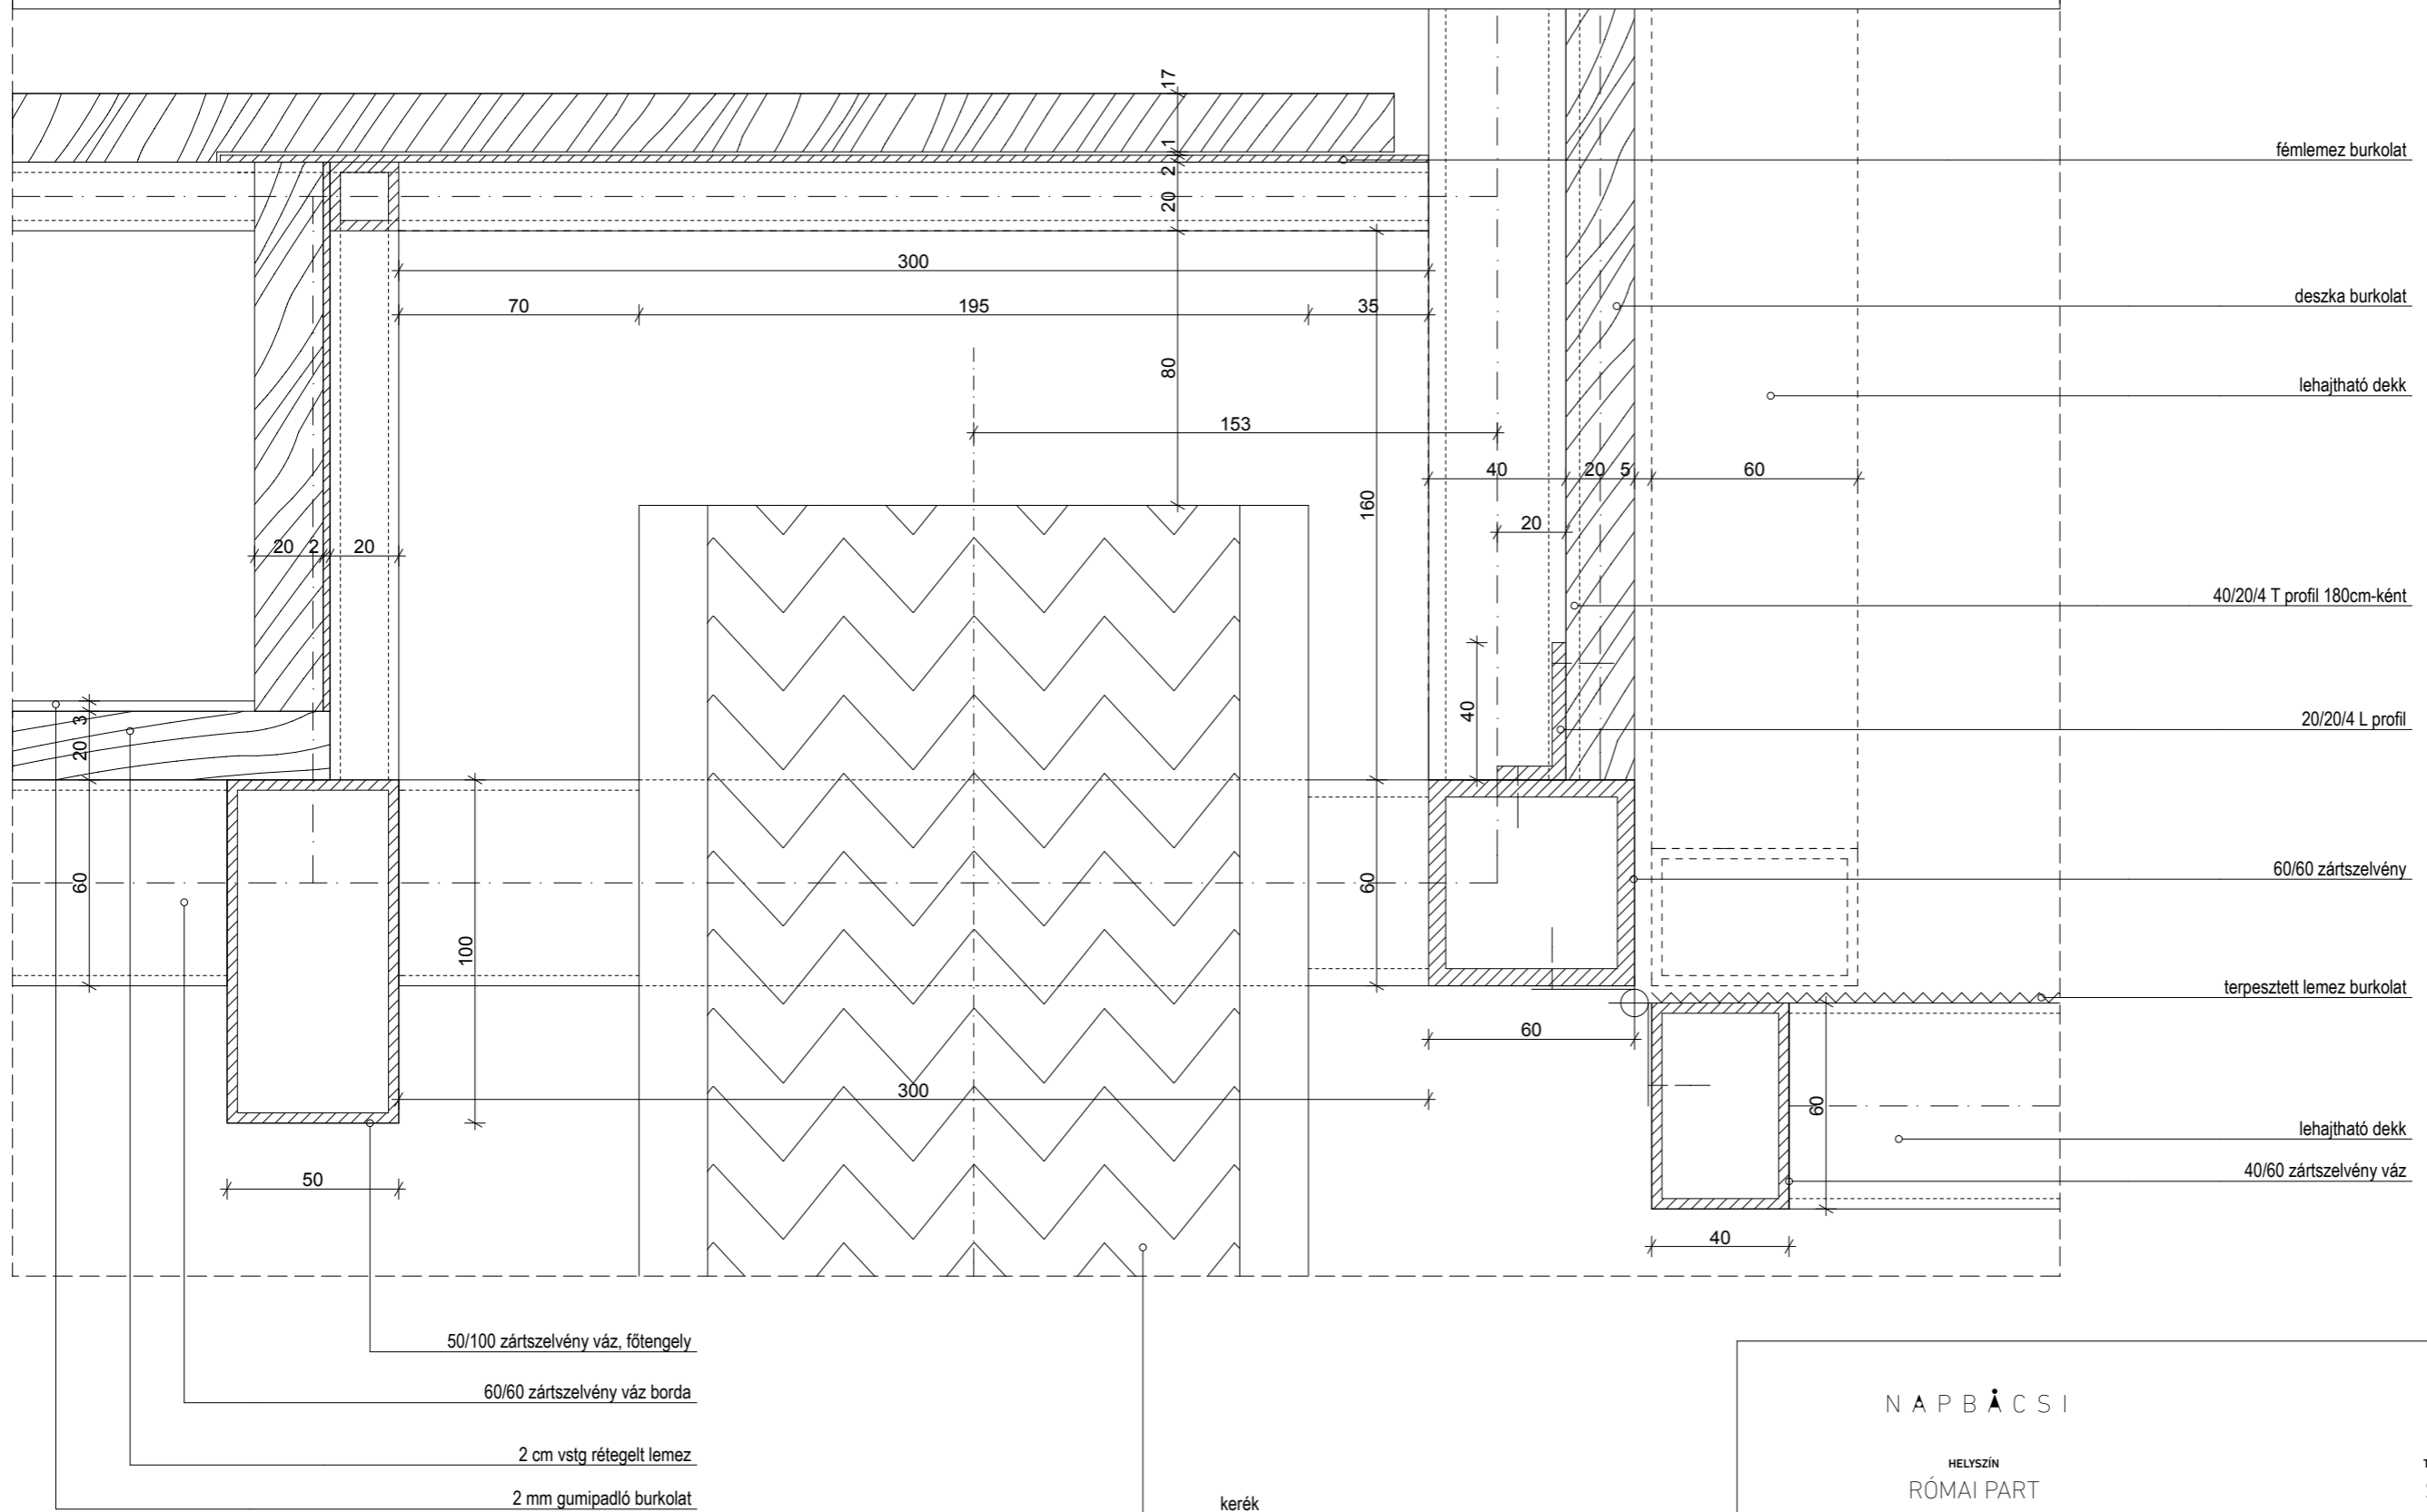 17
1
2
20
fémlemez burkolat
300
70
195
35
deszka burkolat
80
lehajtható dekk
153
40
20
5
60
160
20
20
2
20
40/20/4 T profil 180cm-ként
40
20/20/4 L profil
3
20
60
60
60/60 zártszelvény
100
terpesztett lemez burkolat
60
300
60
lehajtható dekk
50
40/60 zártszelvény váz
40
50/100 zártszelvény váz, főtengely
60/60 zártszelvény váz borda
NAPBÁCSI
2 cm vstg rétegelt lemez
HELYSZÍN
RÓMAI PART
2 mm gumipadló burkolat
kerék